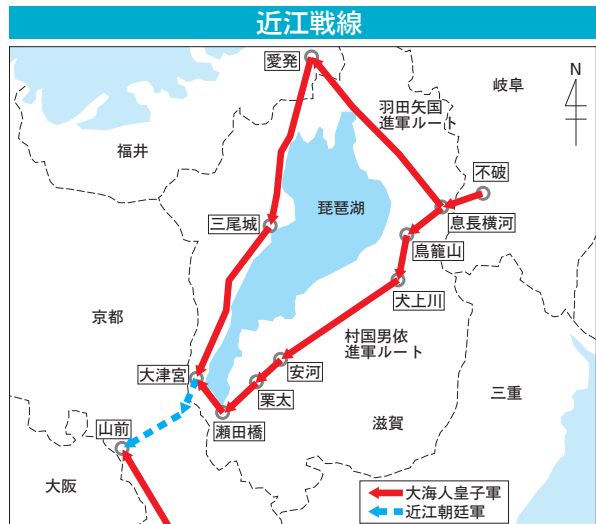 近江戦線
愛発
N
岐阜
羽田矢国
進軍ルート
福井
不破
琵琶湖
三尾城
息長横河
鳥籠山
犬上川
京都
村国男依
進軍ルート
安河
大津宮
栗太
三重
瀬田橋
滋賀
山前
大阪
大海人皇子軍
近江朝廷軍